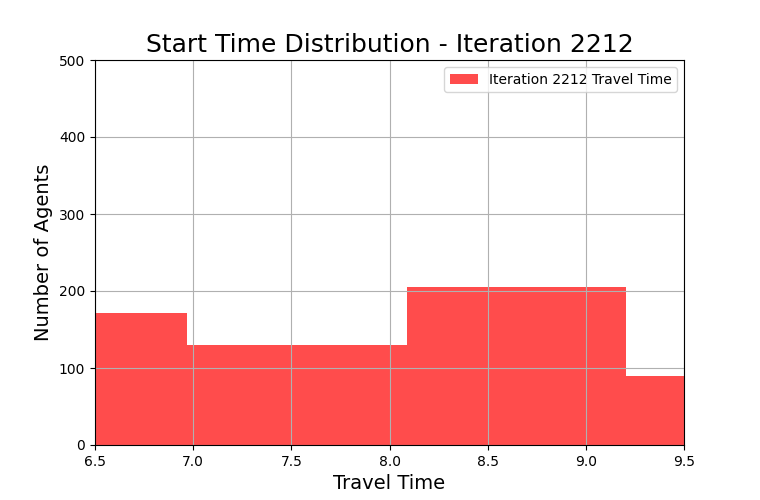 Start Time Distribution - Iteration 2212
Iteration 2212 Travel Time
Number of Agents
500
400
300
200
100
0
6.5 7.0 7.5 8.0 8.5 9.0 9.5
Travel Time